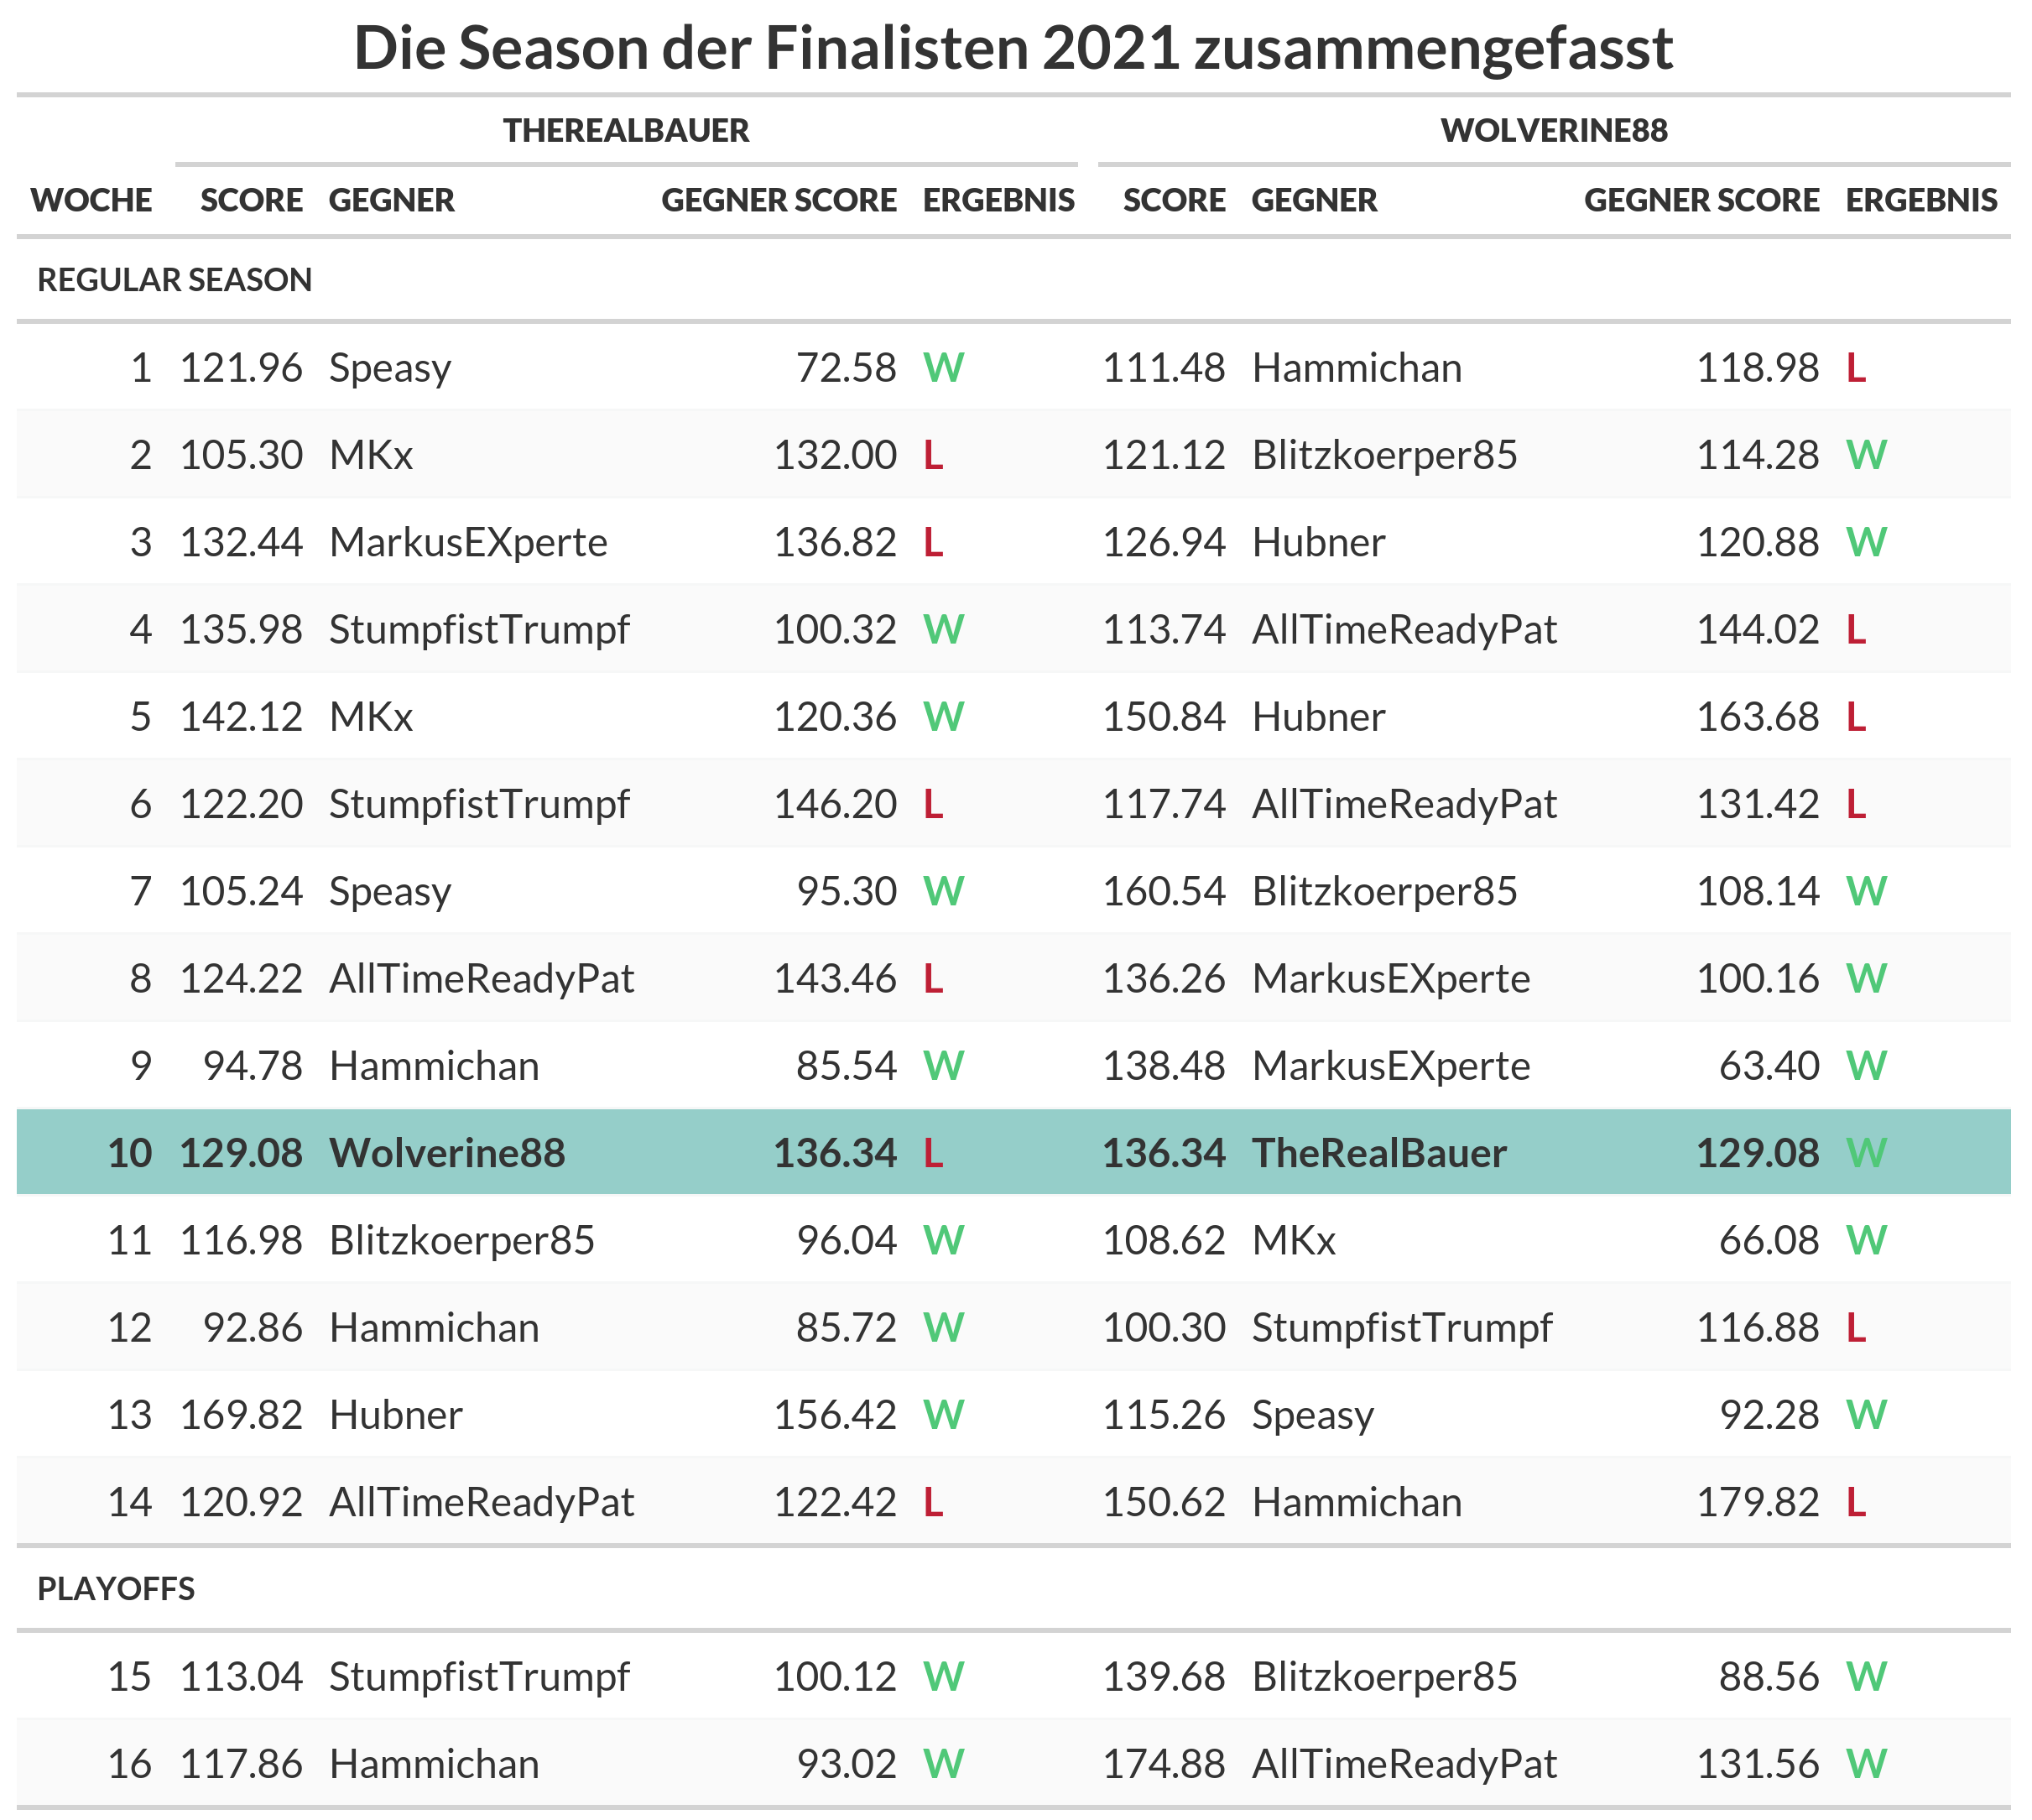 Die Season der Finalisten 2021 zusammengefasst
THEREALBAUER WOLVERINE88
WOCHE SCORE GEGNER GEGNER SCORE ERGEBNIS SCORE GEGNER GEGNER SCORE ERGEBNIS
REGULAR SEASON
1 121.96 Speasy 72.58 W 111.48 Hammichan 118.98 L
2 105.30 MKx 132.00 L 121.12 Blitzkoerper85 114.28 W
3 132.44 MarkusEXperte 136.82 L 126.94 Hubner 120.88 W
4 135.98 StumpfistTrumpf 100.32 W 113.74 AllTimeReadyPat 144.02 L
5 142.12 MKx 120.36 W 150.84 Hubner 163.68 L
6 122.20 StumpfistTrumpf 146.20 L 117.74 AllTimeReadyPat 131.42 L
7 105.24 Speasy 95.30 W 160.54 Blitzkoerper85 108.14 W
8 124.22 AllTimeReadyPat 143.46 L 136.26 MarkusEXperte 100.16 W
9 94.78 Hammichan 85.54 W 138.48 MarkusEXperte 63.40 W
10 129.08 Wolverine88 136.34 L 136.34 TheRealBauer 129.08 W
11 116.98 Blitzkoerper85 96.04 W 108.62 MKx 66.08 W
12 92.86 Hammichan 85.72 W 100.30 StumpfistTrumpf 116.88 L
13 169.82 Hubner 156.42 W 115.26 Speasy 92.28 W
14 120.92 AllTimeReadyPat 122.42 L 150.62 Hammichan 179.82 L
PLAYOFFS
15 113.04 StumpfistTrumpf 100.12 W 139.68 Blitzkoerper85 88.56 W
16 117.86 Hammichan 93.02 W 174.88 AllTimeReadyPat 131.56 W